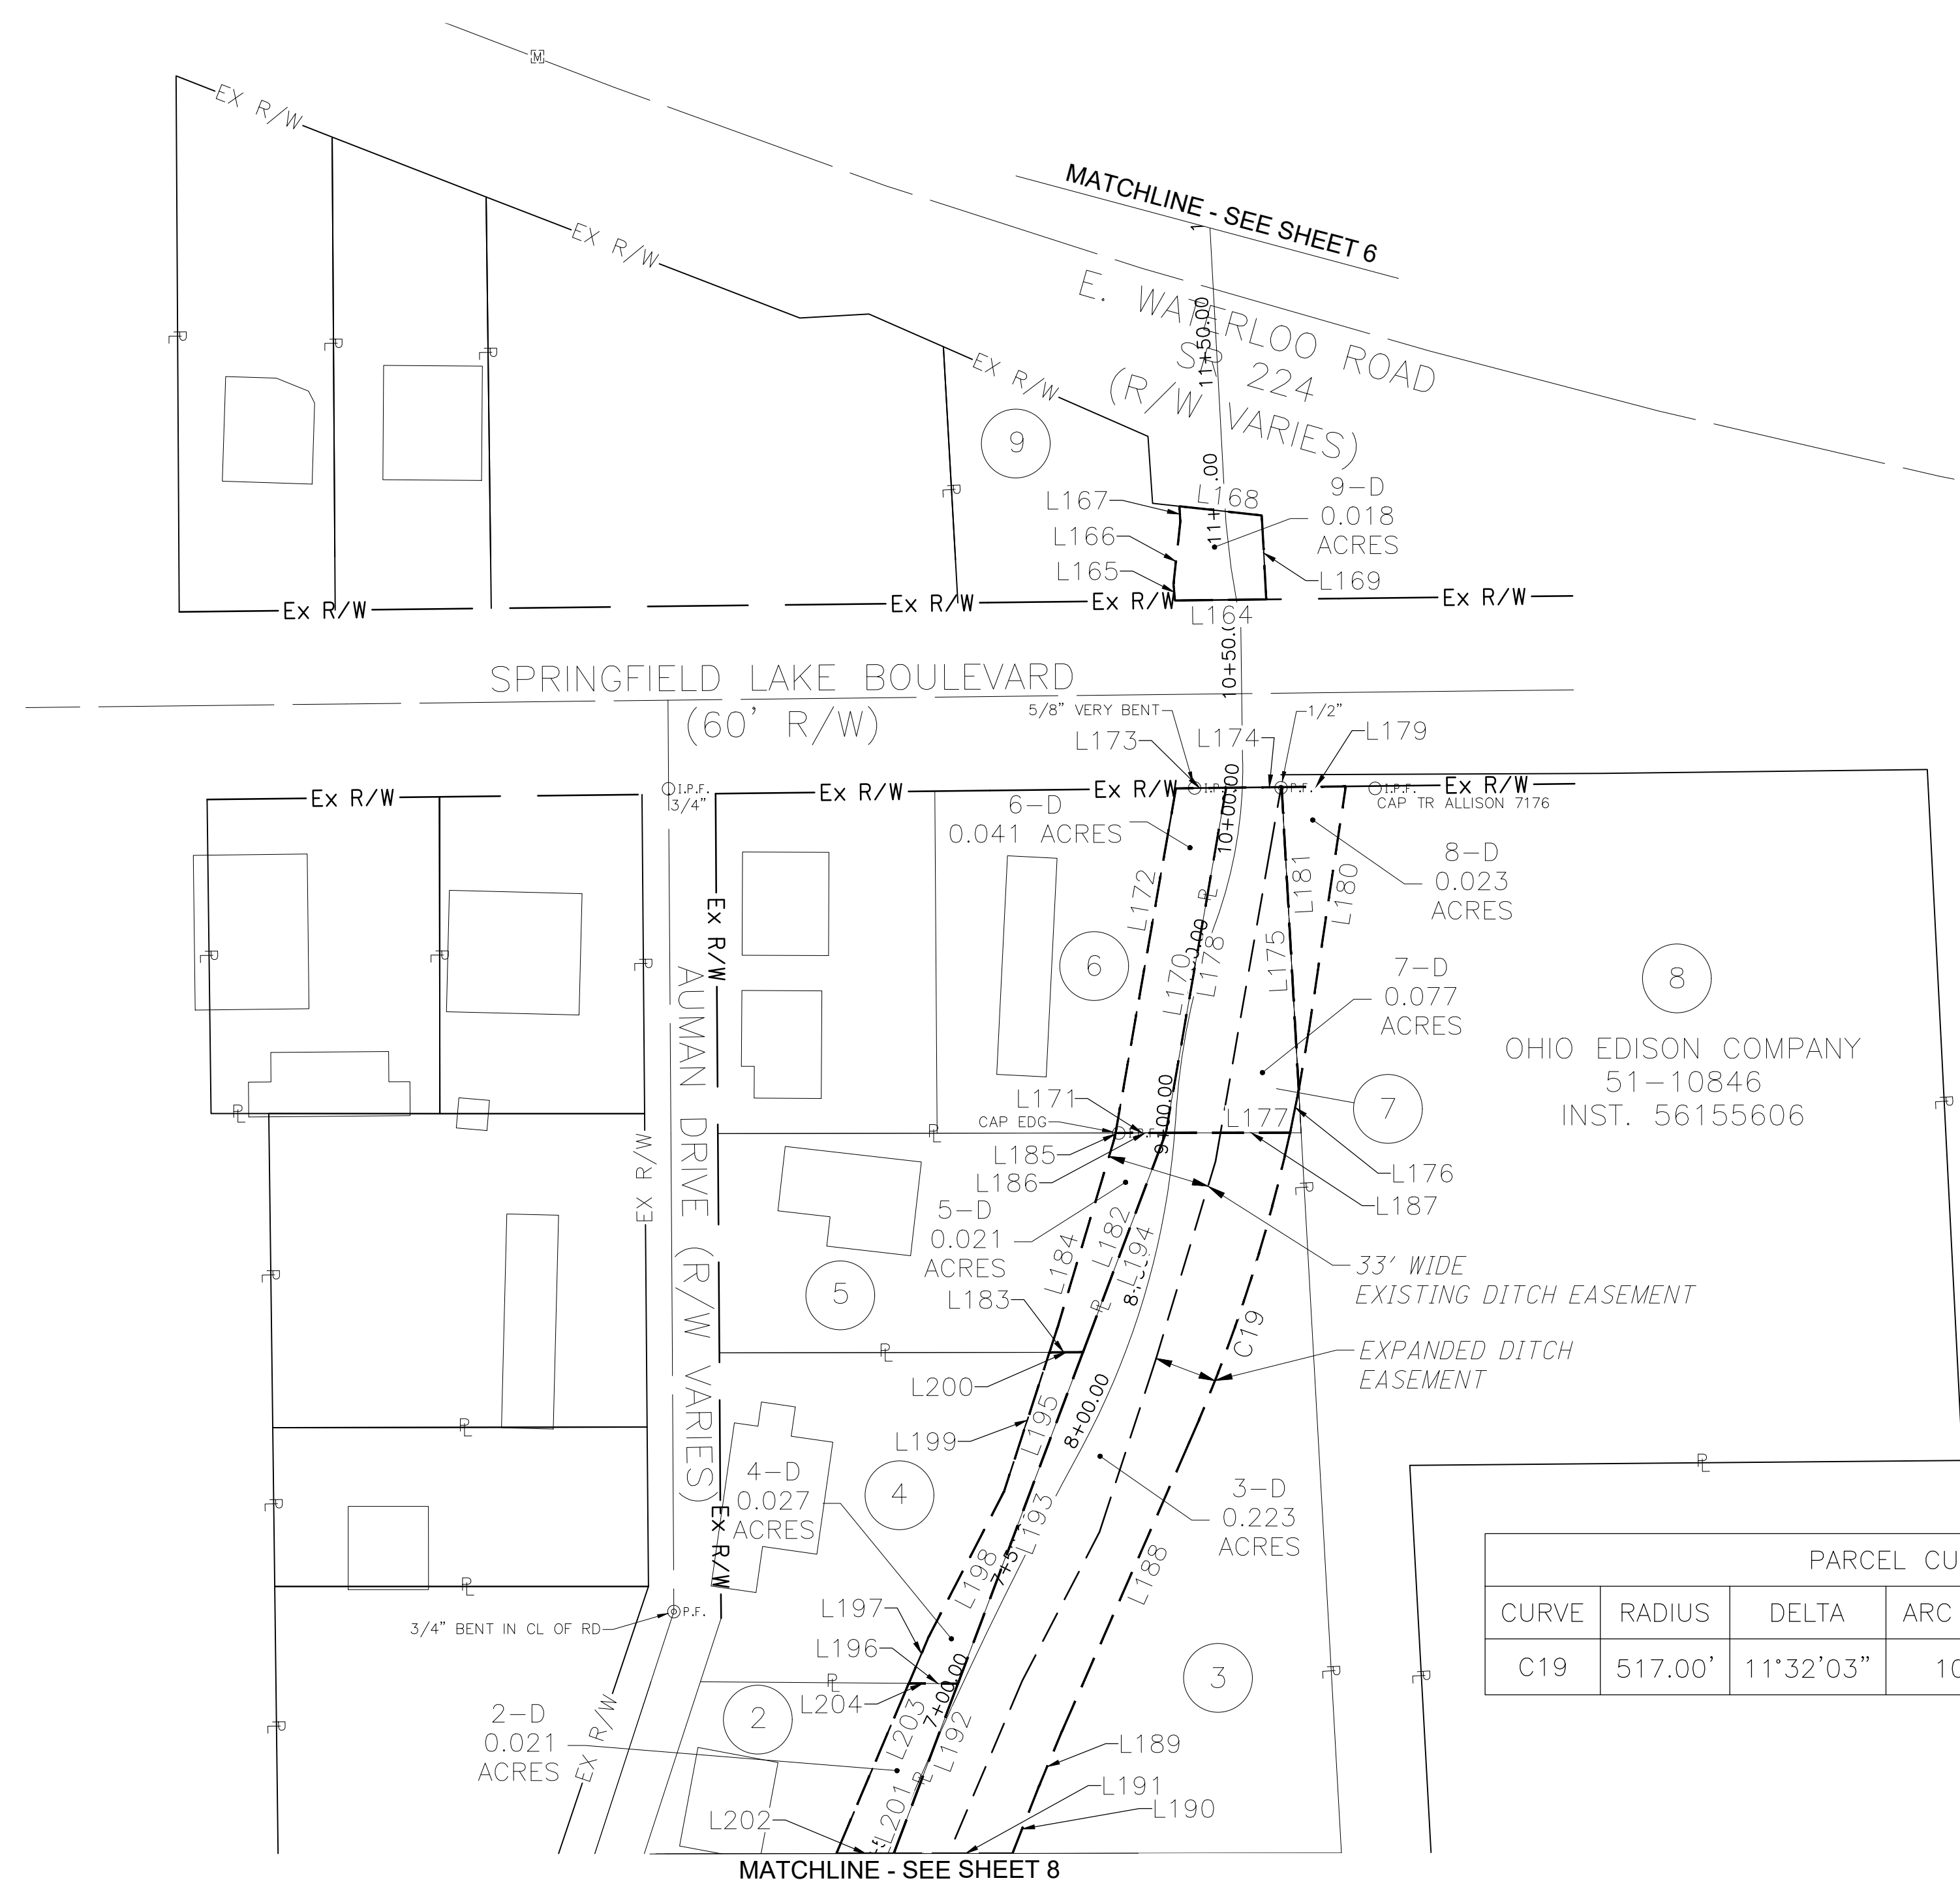 M
EX R/W
EX R/W
MATCHLINE - SEE SHEET 6
E. WATERLOO ROAD
SR 224
(R/W VARIES)
11+50.00
EX R/W
9
L167
L168
L166
L165
9-D
0.018
ACRES
L169
Ex R/W
Ex R/W
Ex R/W
Ex R/W
L164
SPRINGFIELD LAKE BOULEVARD
(60' R/W)
5/8" VERY BENT
1/2"
L173
L174
L179
I.P.F.
3/4"
Ex R/W
Ex R/W
Ex R/W
Ex R/W
I.P.F.
CAP TR ALLISON 7176
6-D
0.041 ACRES
10+00.00
8-D
0.023
ACRES
L172
L181
L180
Ex R/W
6
L170
L178
L175
7-D
0.077
ACRES
8
OHIO EDISON COMPANY
51-10846
INST. 56155606
AUMAN DRIVE (R/W VARIES)
L171
CAP EDG
I.P.F.
9+00.00
L177
7
L185
L186
L176
L187
EX R/W
5-D
0.021
ACRES
L184
L182
L194
33' WIDE
EXISTING DITCH EASEMENT
5
L183
C19
EXPANDED DITCH
EASEMENT
L200
8+00.00
L199
L195
4-D
0.027
ACRES
4
Ex R/W
3-D
0.223
ACRES
L193
L198
L188
PARCEL CU
CURVE RADIUS DELTA ARC
C19 517.00' 11°32'03" 10
P.F.
3/4" BENT IN CL OF RD
L197
L196
L204
7+00.00
3
2
2-D
0.021
ACRES
EX R/W
L203
L192
L189
L191
L190
L201
L202
MATCHLINE - SEE SHEET 8